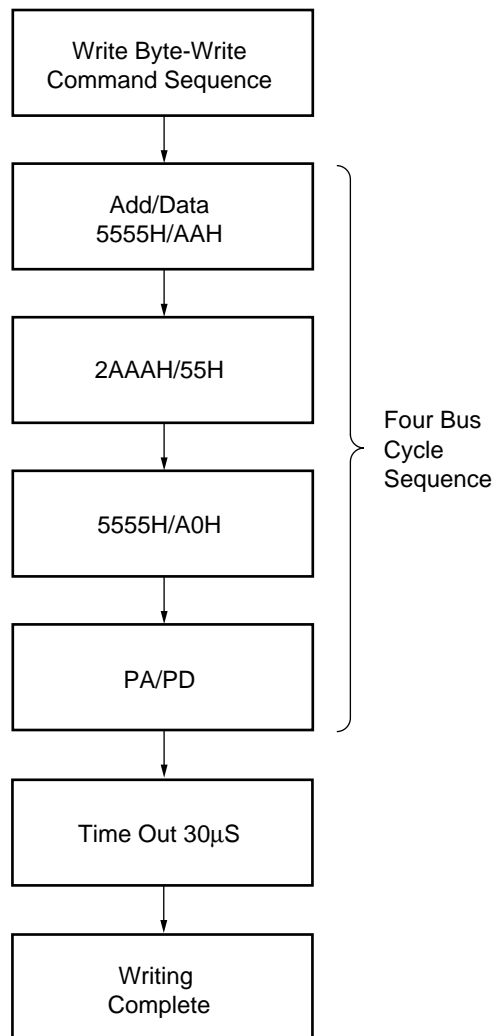 Write Byte-Write
Command Sequence
Add/Data
5555H/AAH
2AAAH/55H
5555H/A0H
PA/PD
Four Bus
Cycle
Sequence
Time Out 30μS
Writing
Complete